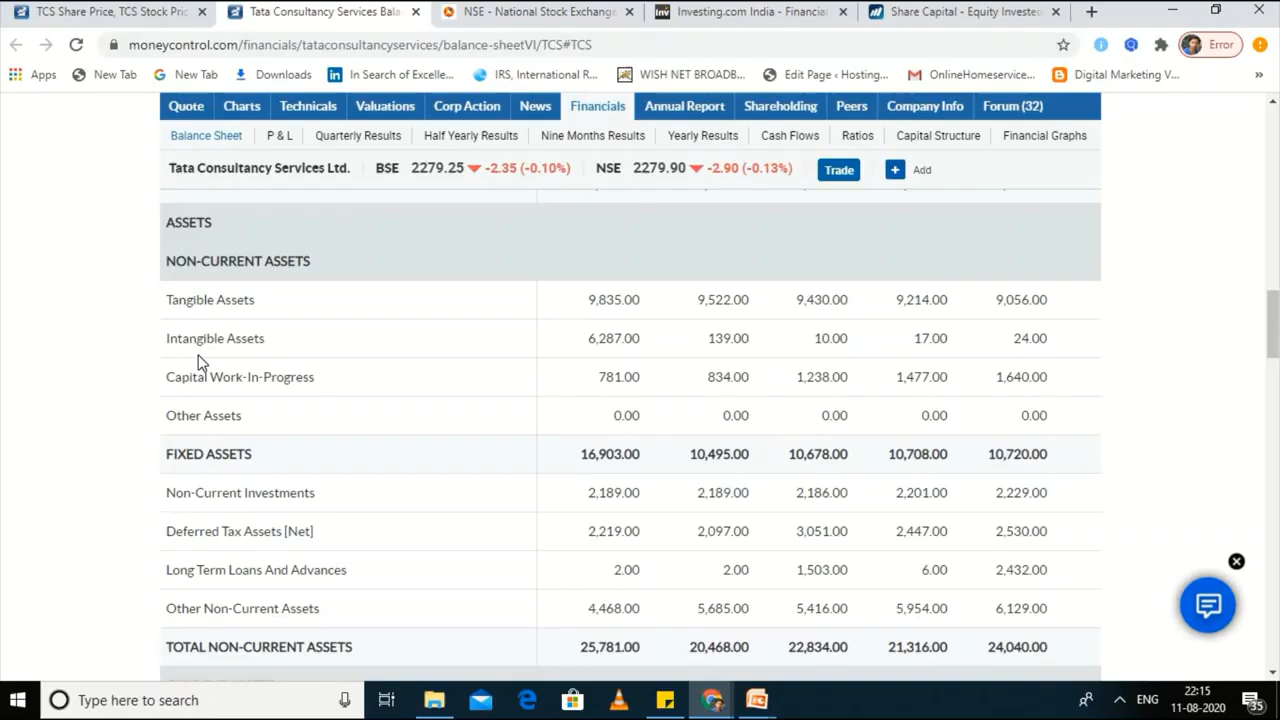 TCS Share Price, TCS Stock Pric
Tata Consultancy Services Bala
NSE - National Stock Exchang
Investing.com India - Financial
Share Capital - Equity Investes
moneycontrol.com/financials/tataconsultancyservices/balance-sheetVI/TCS#TCS
Error
Apps
New Tab
New Tab
Downloads
In Search of Excelle...
IRS, International R...
WISH NET BROADB...
Edit Page ‹ Hosting...
OnlineHomeservice...
Digital Marketing V...
Quote Charts Technicals Valuations Corp Action News Financials Annual Report Shareholding Peers Company Info Forum (32)
Balance Sheet P & L Quarterly Results Half Yearly Results Nine Months Results Yearly Results Cash Flows Ratios Capital Structure Financial Graphs
Tata Consultancy Services Ltd. BSE 2279.25 -2.35 (-0.10%) NSE 2279.90 -2.90 (-0.13%) Trade + Add
ASSETS
NON-CURRENT ASSETS
Tangible Assets 9,835.00 9,522.00 9,430.00 9,214.00 9,056.00
Intangible Assets 6,287.00 139.00 10.00 17.00 24.00
Capital Work-In-Progress 781.00 834.00 1,238.00 1,477.00 1,640.00
Other Assets 0.00 0.00 0.00 0.00 0.00
FIXED ASSETS 16,903.00 10,495.00 10,678.00 10,708.00 10,720.00
Non-Current Investments 2,189.00 2,189.00 2,186.00 2,201.00 2,229.00
Deferred Tax Assets [Net] 2,219.00 2,097.00 3,051.00 2,447.00 2,530.00
Long Term Loans And Advances 2.00 2.00 1,503.00 6.00 2,432.00
Other Non-Current Assets 4,468.00 5,685.00 5,416.00 5,954.00 6,129.00
TOTAL NON-CURRENT ASSETS 25,781.00 20,468.00 22,834.00 21,316.00 24,040.00
Type here to search
ENG
22:15
11-08-2020
35